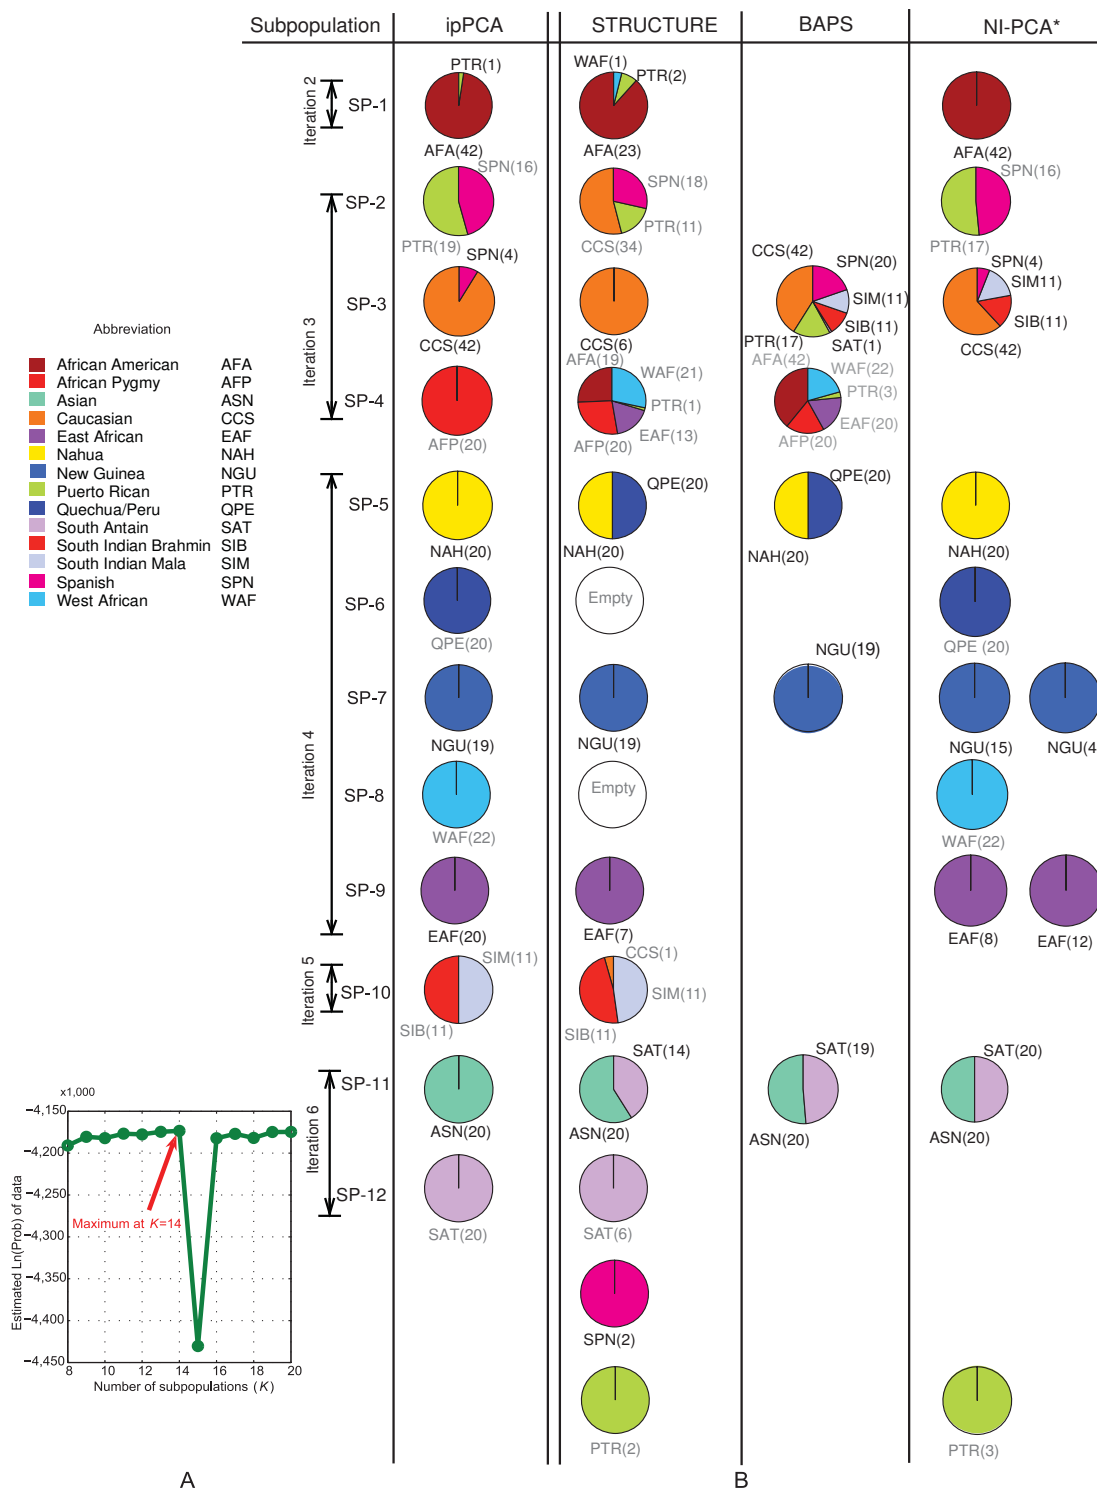 Subpopulation ipPCA STRUCTURE BAPS NI-PCA*
Iteration 2
SP-1
PTR(1)
AFA(42)
WAF(1)
PTR(2)
AFA(23)
AFA(42)
Iteration 3
SP-2
SPN(16)
PTR(19)
SPN(18)
PTR(11)
CCS(34)
SPN(16)
PTR(17)
SP-3
SPN(4)
CCS(42)
CCS(6)
CCS(42)
SPN(20)
SIM(11)
SIB(11)
SAT(1)
PTR(17)
SPN(4)
SIM11)
SIB(11)
CCS(42)
SP-4
AFP(20)
AFA(19)
WAF(21)
PTR(1)
EAF(13)
AFP(20)
AFA(42)
WAF(22)
PTR(3)
EAF(20)
AFP(20)
Iteration 4
SP-5
NAH(20)
QPE(20)
NAH(20)
QPE(20)
NAH(20)
NAH(20)
SP-6
QPE(20)
Empty
QPE (20)
SP-7
NGU(19)
NGU(19)
NGU(19)
NGU(15)
NGU(4
SP-8
WAF(22)
Empty
WAF(22)
SP-9
EAF(20)
EAF(7)
EAF(8)
EAF(12)
Iteration 5
SP-10
SIM(11)
SIB(11)
CCS(1)
SIM(11)
SIB(11)
Iteration 6
SP-11
ASN(20)
SAT(14)
ASN(20)
SAT(19)
ASN(20)
SAT(20)
ASN(20)
SP-12
SAT(20)
SAT(6)
SPN(2)
PTR(2)
PTR(3)
Abbreviation
African American AFA
African Pygmy AFP
Asian ASN
Caucasian CCS
East African EAF
Nahua NAH
New Guinea NGU
Puerto Rican PTR
Quechua/Peru QPE
South Antain SAT
South Indian Brahmin SIB
South Indian Mala SIM
Spanish SPN
West African WAF
x1,000
−4,150
−4,200
−4,250
−4,300
−4,350
−4,400
−4,450
Estimated Ln(Prob) of data
Maximum at K=14
8 10 12 14 16 18 20
Number of subpopulations (K)
A
B